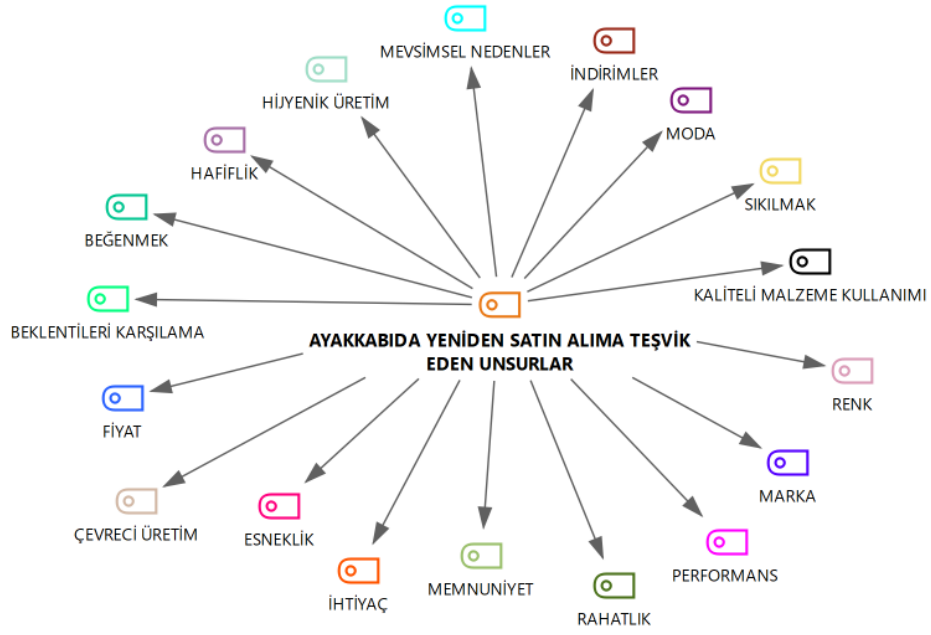 MEVSİMSEL NEDENLER
İNDİRİMLER
HİJYENİK ÜRETİM
MODA
HAFİFLİK
SIKILMAK
BEĞENMEK
KALİTELİ MALZEME KULLANIMI
BEKLENTİLERİ KARŞILAMA
AYAKKABIDA YENİDEN SATIN ALIMA TEŞVİK
EDEN UNSURLAR
RENK
FİYAT
MARKA
ÇEVRECİ ÜRETİM
ESNEKLİK
PERFORMANS
MEMNUNİYET
İHTİYAÇ
RAHATLIK